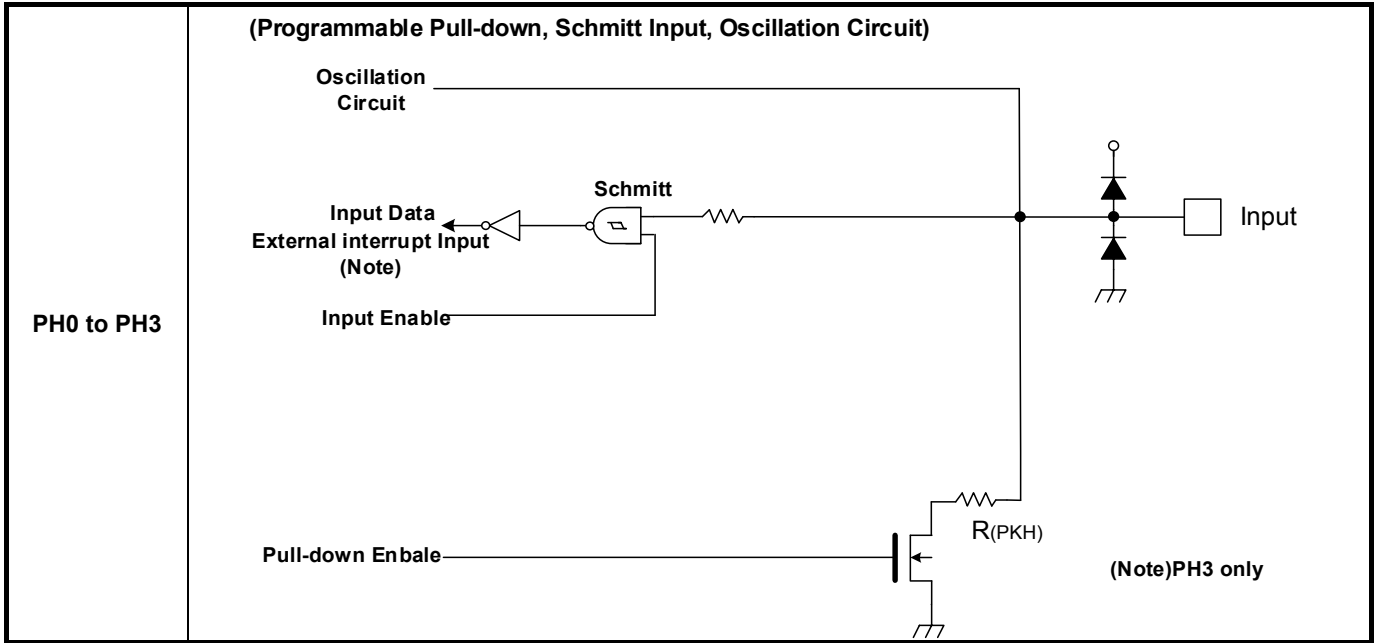 (Programmable Pull-down, Schmitt Input, Oscillation Circuit)
Oscillation
Circuit
Schmitt
Input Data
External interrupt Input
(Note)
Input
Input Enable
PH0 to PH3
R(PKH)
Pull-down Enbale
(Note)PH3 only